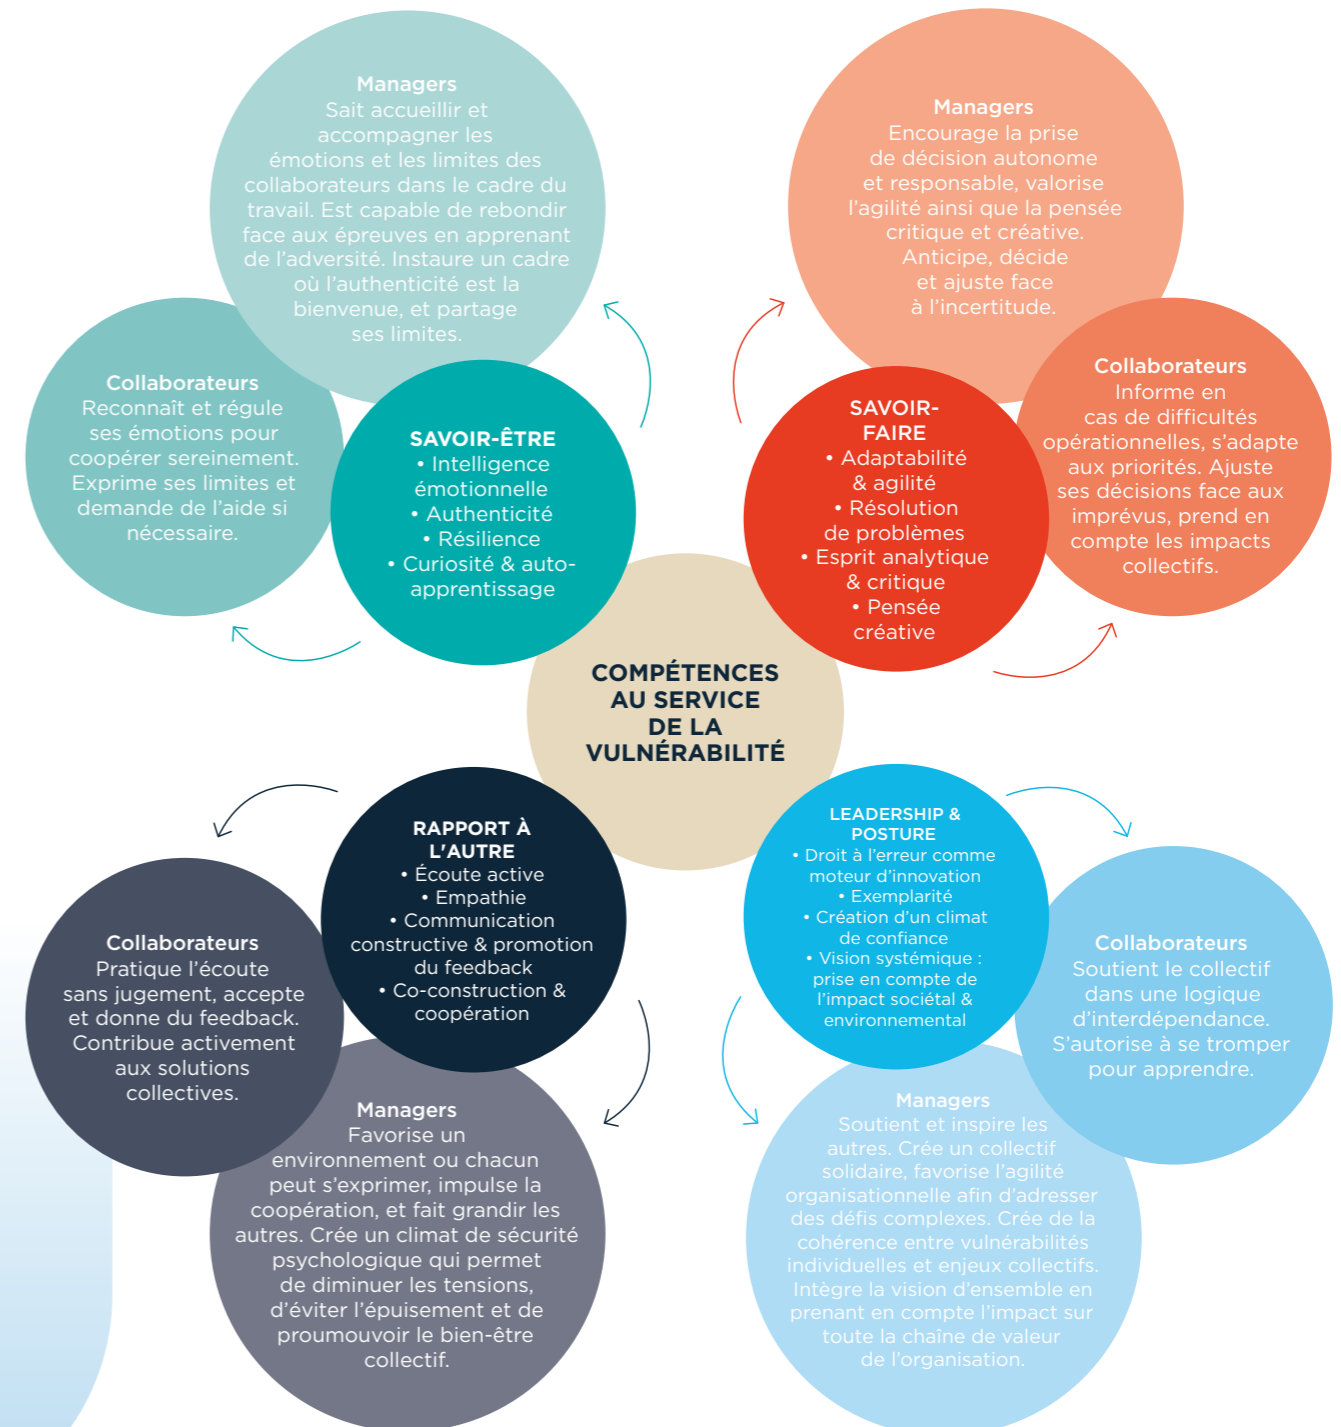 Managers
Sait accueillir et
accompagner les
émotions et les limites des
collaborateurs dans le cadre du
travail. Est capable de rebondir
face aux épreuves en apprenant
de l’adversité. Instaure un cadre
où l’authenticité est la
bienvenue, et partage
ses limites.
Collaborateurs
Reconnaît et régule
ses émotions pour
coopérer sereinement.
Exprime ses limites et
demande de l’aide si
nécessaire.
SAVOIR-ÊTRE
• Intelligence
émotionnelle
• Authenticité
• Résilience
• Curiosité & auto-
apprentissage
Managers
Encourage la prise
de décision autonome
et responsable, valorise
l’agilité ainsi que la pensée
critique et créative.
Anticipe, décide
et ajuste face
à l’incertitude.
Collaborateurs
Informe en
cas de difficultés
opérationnelles, s’adapte
aux priorités. Ajuste
ses décisions face aux
imprévus, prend en
compte les impacts
collectifs.
SAVOIR-
FAIRE
• Adaptabilité
& agilité
• Résolution
de problèmes
• Esprit analytique
& critique
• Pensée
créative
COMPÉTENCES
AU SERVICE
DE LA
VULNÉRABILITÉ
RAPPORT À
L'AUTRE
• Écoute active
• Empathie
• Communication
constructive & promotion
du feedback
• Co-construction &
coopération
Collaborateurs
Pratique l’écoute
sans jugement, accepte
et donne du feedback.
Contribue activement
aux solutions
collectives.
Managers
Favorise un
environnement ou chacun
peut s’exprimer, impulse la
coopération, et fait grandir les
autres. Crée un climat de sécurité
psychologique qui permet
de diminuer les tensions,
d’éviter l’épuisement et de
proumouvoir le bien-être
collectif.
LEADERSHIP &
POSTURE
• Droit à l’erreur comme
moteur d’innovation
• Exemplarité
• Création d’un climat
de confiance
• Vision systémique :
prise en compte de
l’impact sociétal &
environnemental
Collaborateurs
Soutient le collectif
dans une logique
d’interdépendance.
S’autorise à se tromper
pour apprendre.
Managers
Soutient et inspire les
autres. Crée un collectif
solidaire, favorise l’agilité
organisationnelle afin d’adresser
des défis complexes. Crée de la
cohérence entre vulnérabilités
individuelles et enjeux collectifs.
Intègre la vision d’ensemble en
prenant en compte l’impact sur
toute la chaîne de valeur
de l’organisation.